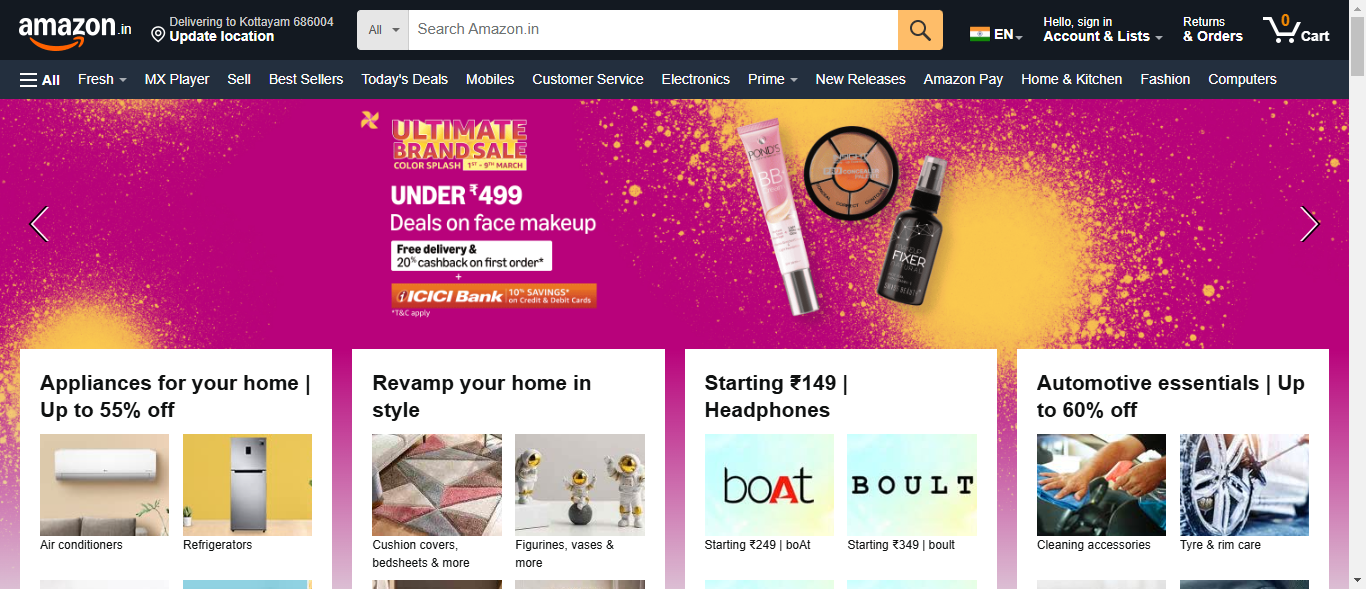 amazon.in
Delivering to Kottayam 686004
Update location
All
Search Amazon.in
EN
Hello, sign in
Account & Lists
Returns
& Orders
0
Cart
All
Fresh
MX Player
Sell
Best Sellers
Today's Deals
Mobiles
Customer Service
Electronics
Prime
New Releases
Amazon Pay
Home & Kitchen
Fashion
Computers
ULTIMATE
BRAND SALE
COLOR SPLASH 1ST - 9TH MARCH
UNDER ₹499
Deals on face makeup
Free delivery &
20% cashback on first order*
+
ICICI Bank
10% SAVINGS*
on Credit & Debit Cards
*T&C apply
POND'S
BB
CONCEALER
FIXER
Appliances for your home |
Up to 55% off
Air conditioners
Refrigerators
Revamp your home in
style
Cushion covers,
bedsheets & more
Figurines, vases &
more
Starting ₹149 |
Headphones
boAt
BOULT
Starting ₹249 | boAt
Starting ₹349 | boult
Automotive essentials | Up
to 60% off
Cleaning accessories
Tyre & rim care